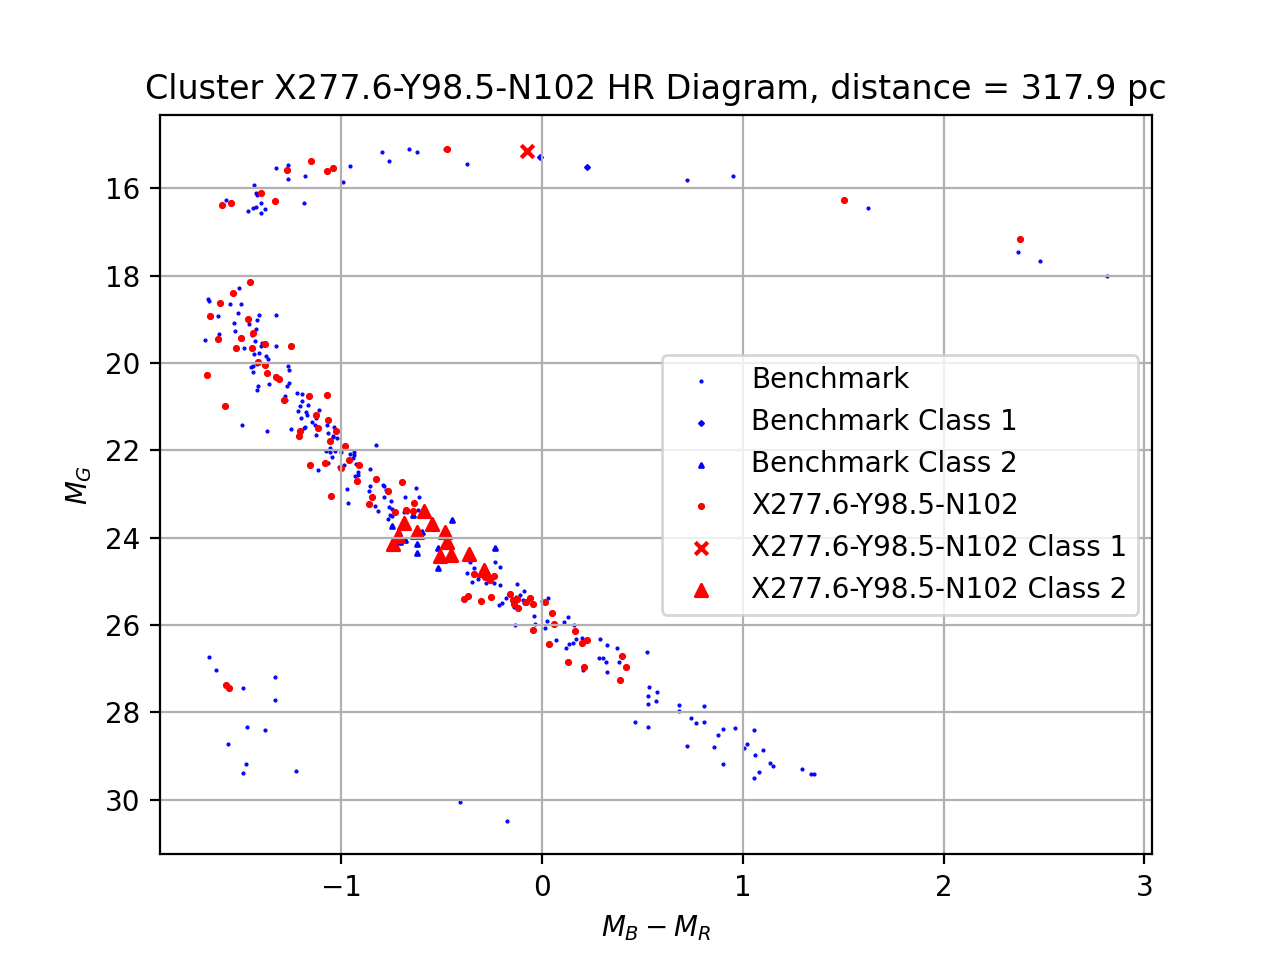 Cluster X277.6-Y98.5-N102 HR Diagram, distance = 317.9 pc
16
18
20
22
24
26
28
30
M_G
Benchmark
Benchmark Class 1
Benchmark Class 2
X277.6-Y98.5-N102
X277.6-Y98.5-N102 Class 1
X277.6-Y98.5-N102 Class 2
−1 0 1 2 3
M_B − M_R